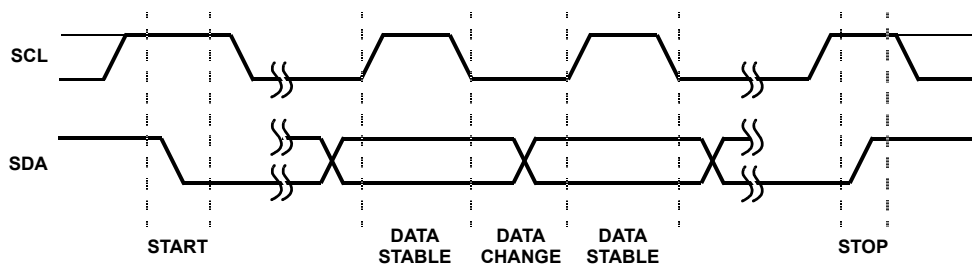 SCL
SDA
START
DATA STABLE
DATA CHANGE
DATA STABLE
STOP